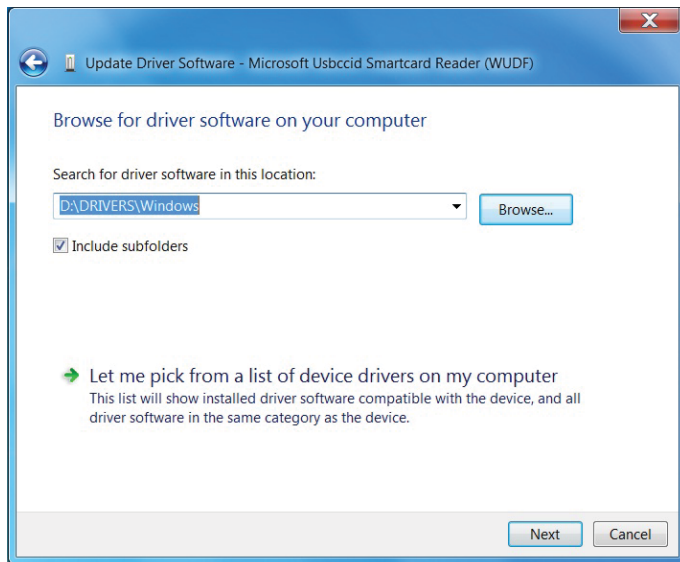 Update Driver Software - Microsoft Usbccid Smartcard Reader (WUDF)
Browse for driver software on your computer
Search for driver software in this location:
D:\DRIVERS\Windows
Browse...
Include subfolders
Let me pick from a list of device drivers on my computer
This list will show installed driver software compatible with the device, and all
driver software in the same category as the device.
Next
Cancel